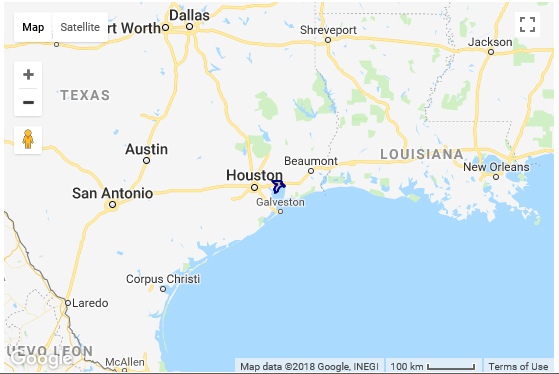 Map Satellite
rt Worth
Dallas
Shreveport
Jackson
TEXAS
Austin
Beaumont
LOUISIANA
New Orleans
Houston
San Antonio
Galveston
Corpus Christi
Laredo
UEVO LEON
McAllen
Google
Map data ©2018 Google, INEGI 100 km Terms of Use